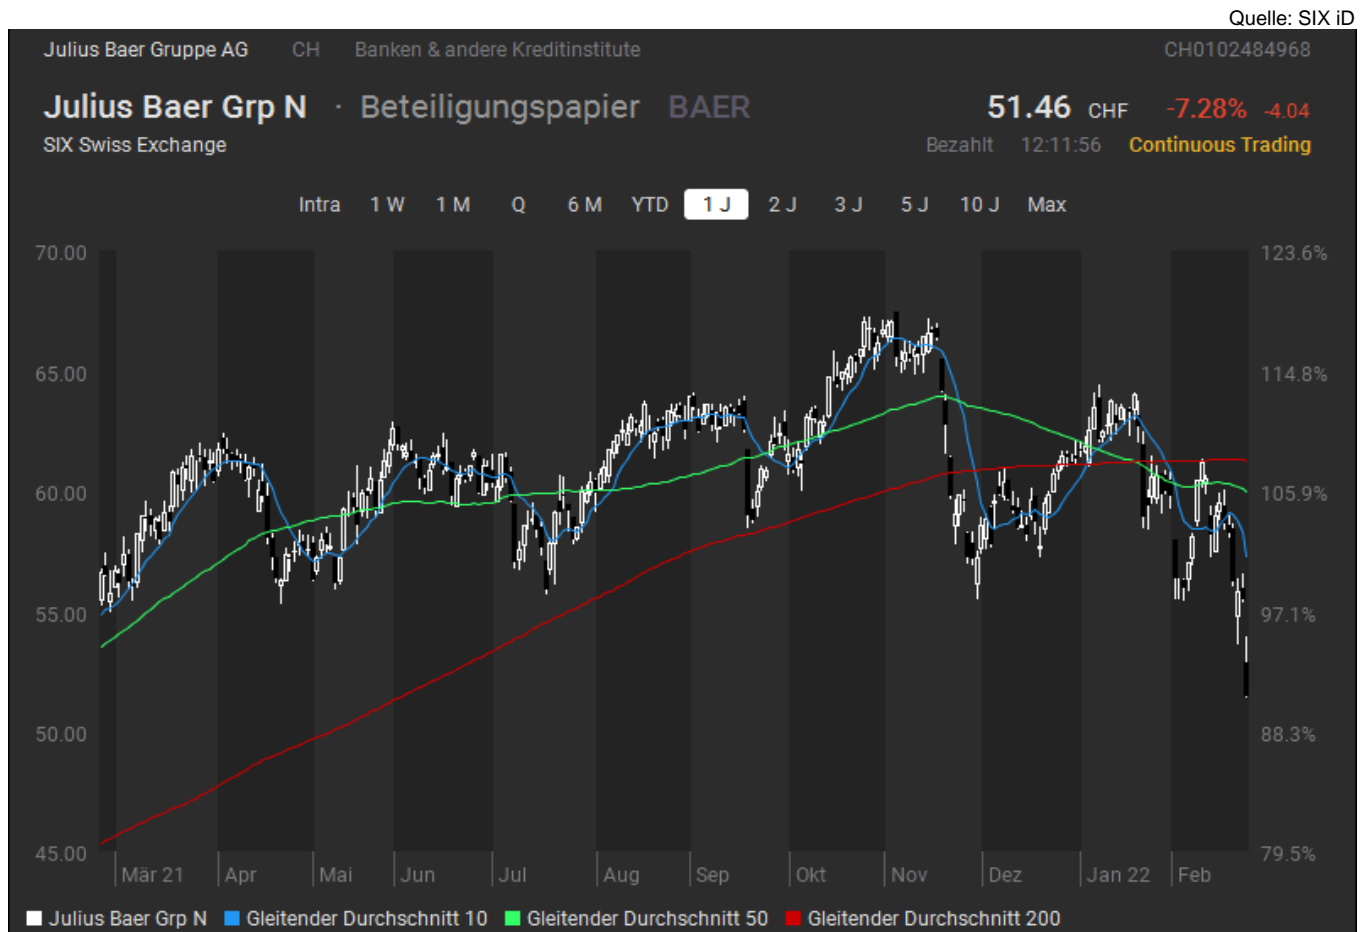 Quelle: SIX iD
Julius Baer Gruppe AG CH Banken & andere Kreditinstitute CH0102484968
Julius Baer Grp N · Beteiligungspapier BAER 51.46 CHF -7.28% -4.04
SIX Swiss Exchange Bezahlt 12:11:56 Continuous Trading
Intra 1 W 1 M Q 6 M YTD 1 J 2 J 3 J 5 J 10 J Max
70.00 123.6%
65.00 114.8%
60.00 105.9%
55.00 97.1%
50.00 88.3%
45.00 79.5%
Mär 21 Apr Mai Jun Jul Aug Sep Okt Nov Dez Jan 22 Feb
Julius Baer Grp N Gleitender Durchschnitt 10 Gleitender Durchschnitt 50 Gleitender Durchschnitt 200